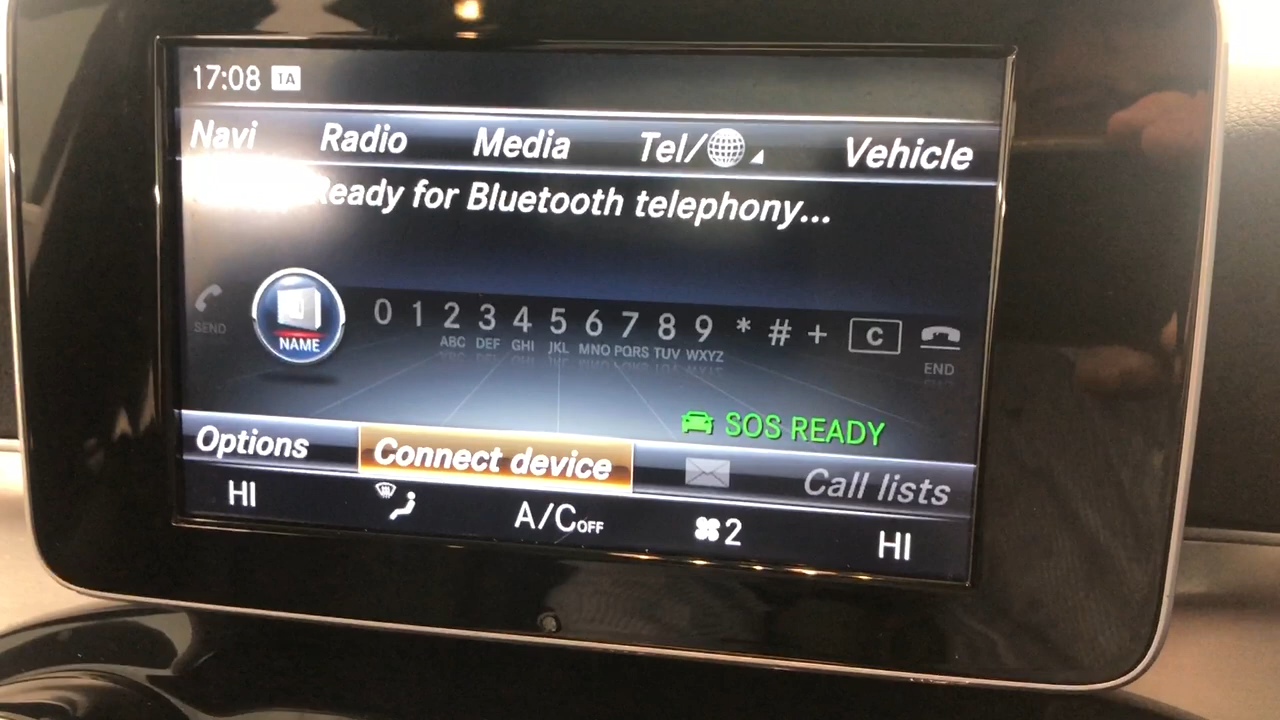 17:08 TA
Navi Radio Media Tel/ Vehicle
Ready for Bluetooth telephony...
SEND NAME 0 1 2 3 4 5 6 7 8 9 * # + C END
ABC DEF GHI JKL MNO PQRS TUV WXYZ
SOS READY
Options Connect device Call lists
HI A/C OFF 2 HI